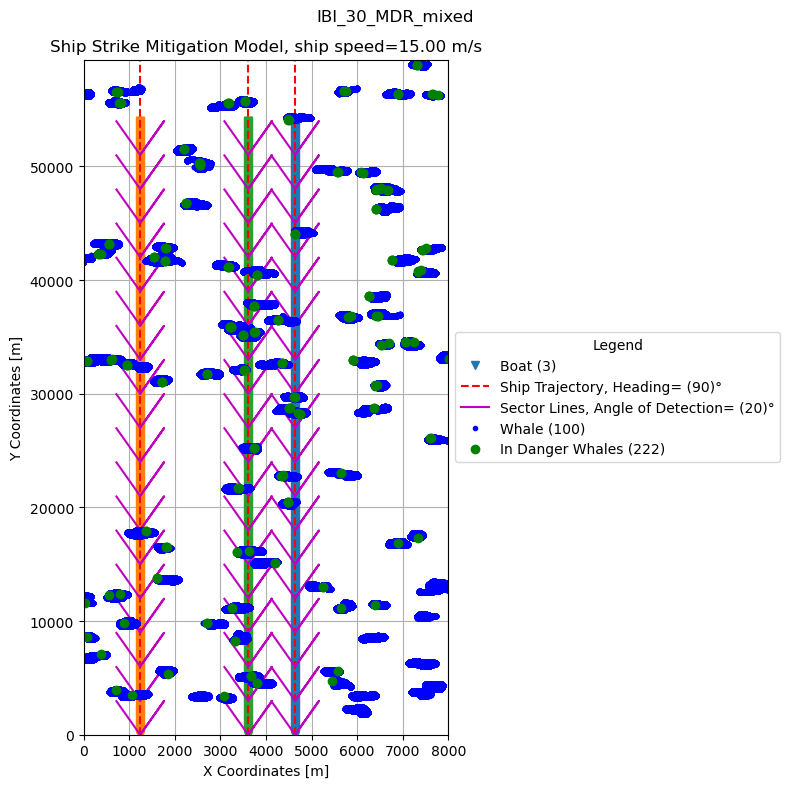 IBI_30_MDR_mixed
Ship Strike Mitigation Model, ship speed=15.00 m/s
Y Coordinates [m]
50000
40000
30000
20000
10000
0
0 1000 2000 3000 4000 5000 6000 7000 8000
X Coordinates [m]
Legend
Boat (3)
Ship Trajectory, Heading= (90)°
Sector Lines, Angle of Detection= (20)°
Whale (100)
In Danger Whales (222)